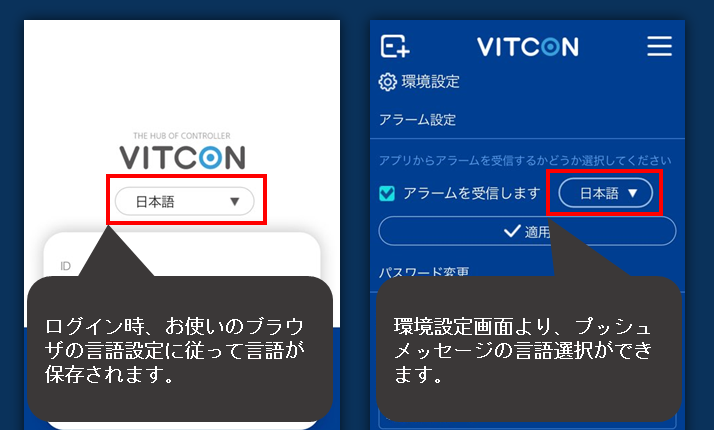 THE HUB OF CONTROLLER
VITCON
日本語 ▼
ID
ログイン時、お使いのブラウ
ザの言語設定に従って言語が
保存されます。
VITCON
環境設定
アラーム設定
アプリからアラームを受信するかどうか選択してください
アラームを受信します
日本語 ▼
適用
パスワード変更
環境設定画面より、プッシュ
メッセージの言語選択ができ
ます。